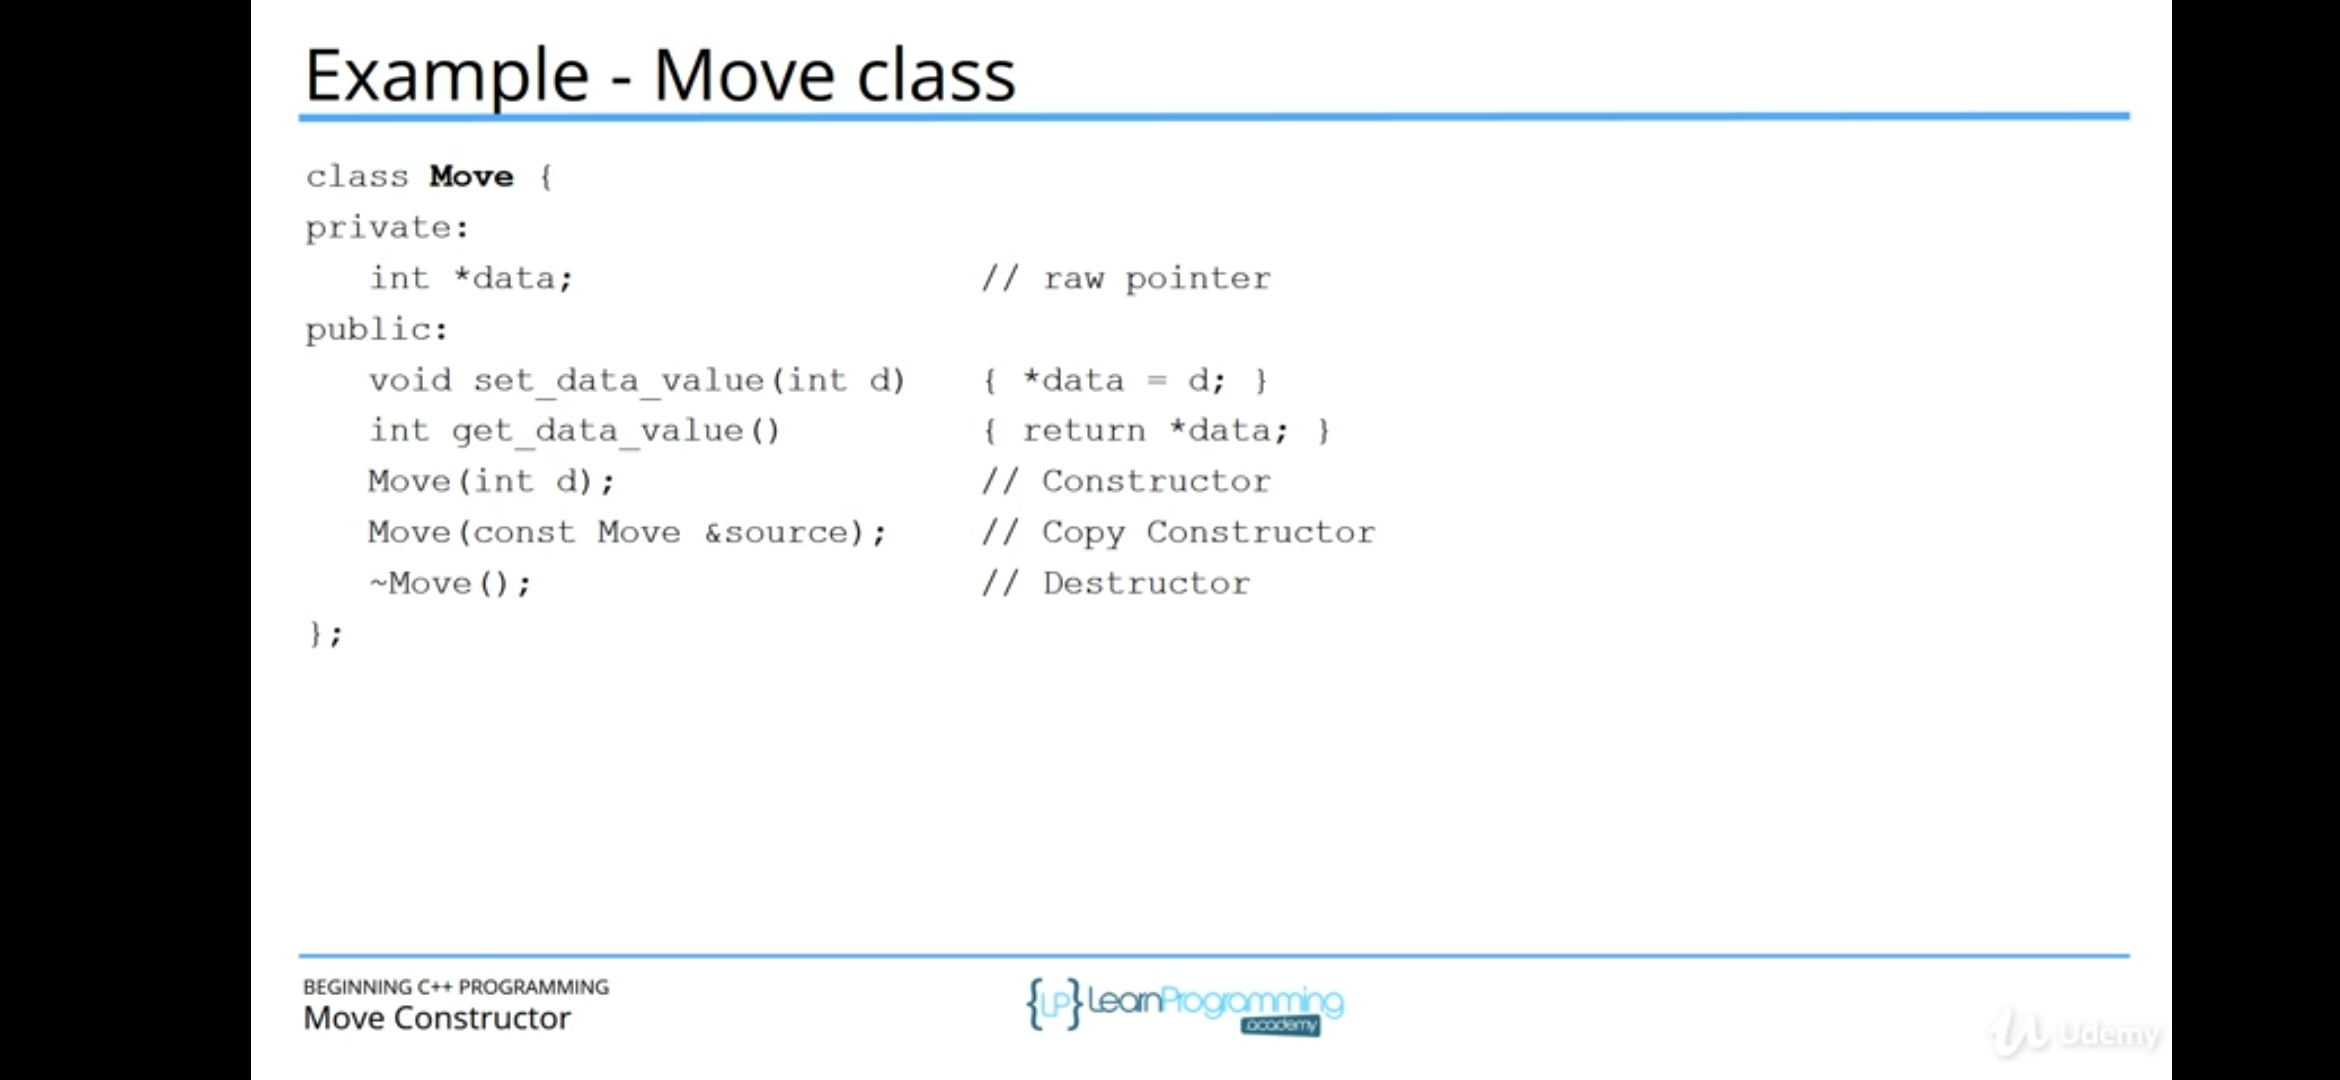 Example - Move class
class Move {
private:
int *data; // raw pointer
public:
void set_data_value(int d) { *data = d; }
int get_data_value() { return *data; }
Move(int d); // Constructor
Move(const Move &source); // Copy Constructor
~Move(); // Destructor
};
BEGINNING C++ PROGRAMMING
Move Constructor
{LP} LearnProgramming
academy
Udemy